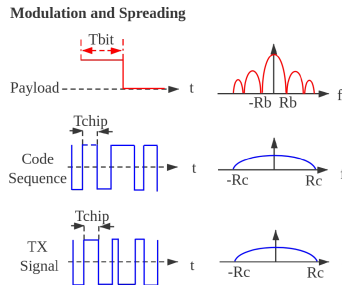 Modulation and Spreading
Tbit
Payload
t
-Rb Rb
f
Tchip
Code
Sequence
t
-Rc Rc
Tchip
TX
Signal
t
-Rc Rc